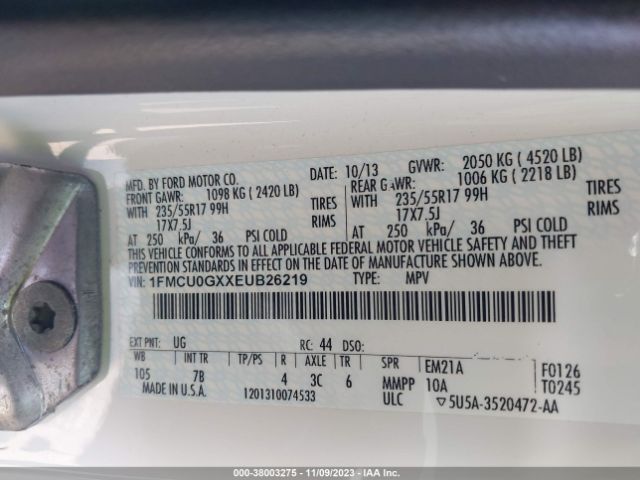 MFD. BY FORD MOTOR CO. DATE: 10/13 GVWR: 2050 KG ( 4520 LB)
FRONT GAWR: 1098 KG ( 2420 LB) REAR GAWR: 1006 KG ( 2218 LB)
WITH 235/55R17 99H TIRES WITH 235/55R17 99H TIRES
17X7.5J RIMS 17X7.5J RIMS
AT 250 kPa/ 36 PSI COLD AT 250 kPa/ 36 PSI COLD
THIS VEHICLE CONFORMS TO ALL APPLICABLE FEDERAL MOTOR VEHICLE SAFETY AND THEFT
PREVENTION STANDARDS IN EFFECT ON THE DATE OF MANUFACTURE SHOWN ABOVE.
VIN: 1FMCU0GXXEUB26219 TYPE: MPV
EXT PNT: UG RC: 44 DSO:
WB INT TR TP/PS R AXLE TR SPR EM21A F0126
105 7B 4 3C 6 MMPP 10A T0245
MADE IN U.S.A. 1201310074533 ULC ▽5U5A-3520472-AA
000-38003275 - 11/09/2023 - IAA Inc.